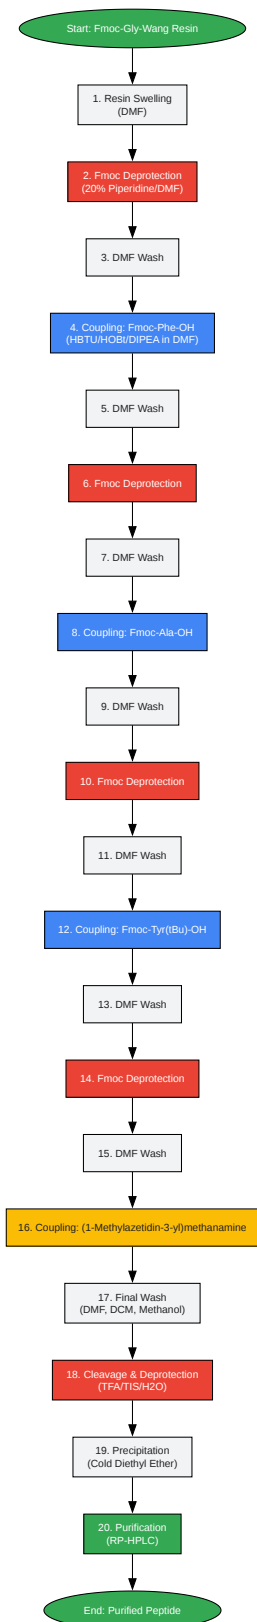 Start: Fmoc-Gly-Wang Resin
1. Resin Swelling
(DMF)
2. Fmoc Deprotection
(20% Piperidine/DMF)
3. DMF Wash
4. Coupling: Fmoc-Phe-OH
(HBTU/HOBt/DIPEA in DMF)
5. DMF Wash
6. Fmoc Deprotection
7. DMF Wash
8. Coupling: Fmoc-Ala-OH
9. DMF Wash
10. Fmoc Deprotection
11. DMF Wash
12. Coupling: Fmoc-Tyr(tBu)-OH
13. DMF Wash
14. Fmoc Deprotection
15. DMF Wash
16. Coupling: (1-Methylazetidin-3-yl)methanamine
17. Final Wash
(DMF, DCM, Methanol)
18. Cleavage & Deprotection
(TFA/TIS/H2O)
19. Precipitation
(Cold Diethyl Ether)
20. Purification
(RP-HPLC)
End: Purified Peptide